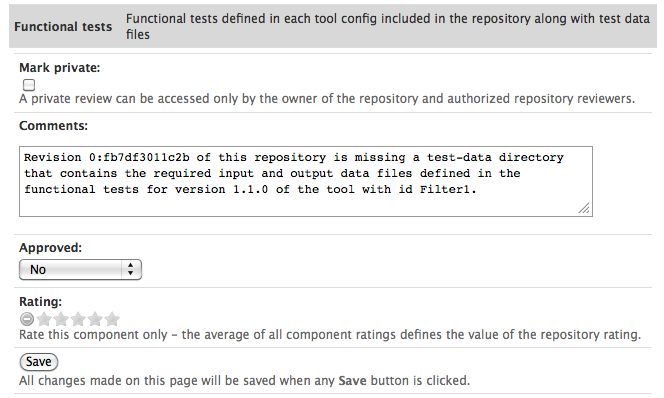 Functional tests Functional tests defined in each tool config included in the repository along with test data
files
Mark private:
A private review can be accessed only by the owner of the repository and authorized repository reviewers.
Comments:
Revision 0:fb7df3011c2b of this repository is missing a test-data directory
that contains the required input and output data files defined in the
functional tests for version 1.1.0 of the tool with id Filter1.
Approved:
No
Rating:
Rate this component only – the average of all component ratings defines the value of the repository rating.
Save
All changes made on this page will be saved when any Save button is clicked.